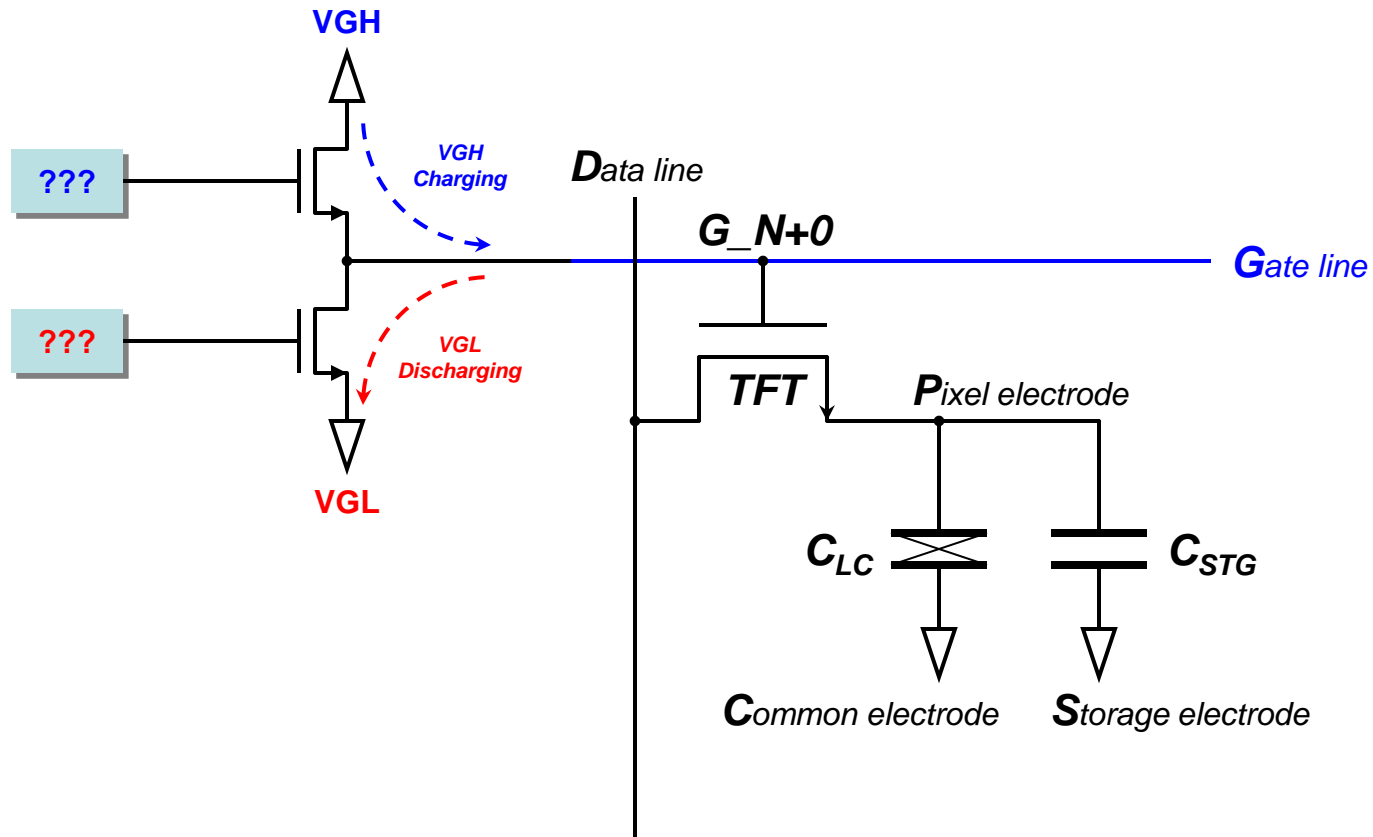 VGH
VGH
Charging
???
Data line
G_N+0
Gate line
???
VGL
Discharging
TFT
Pixel electrode
VGL
CLC
CSTG
Common electrode
Storage electrode